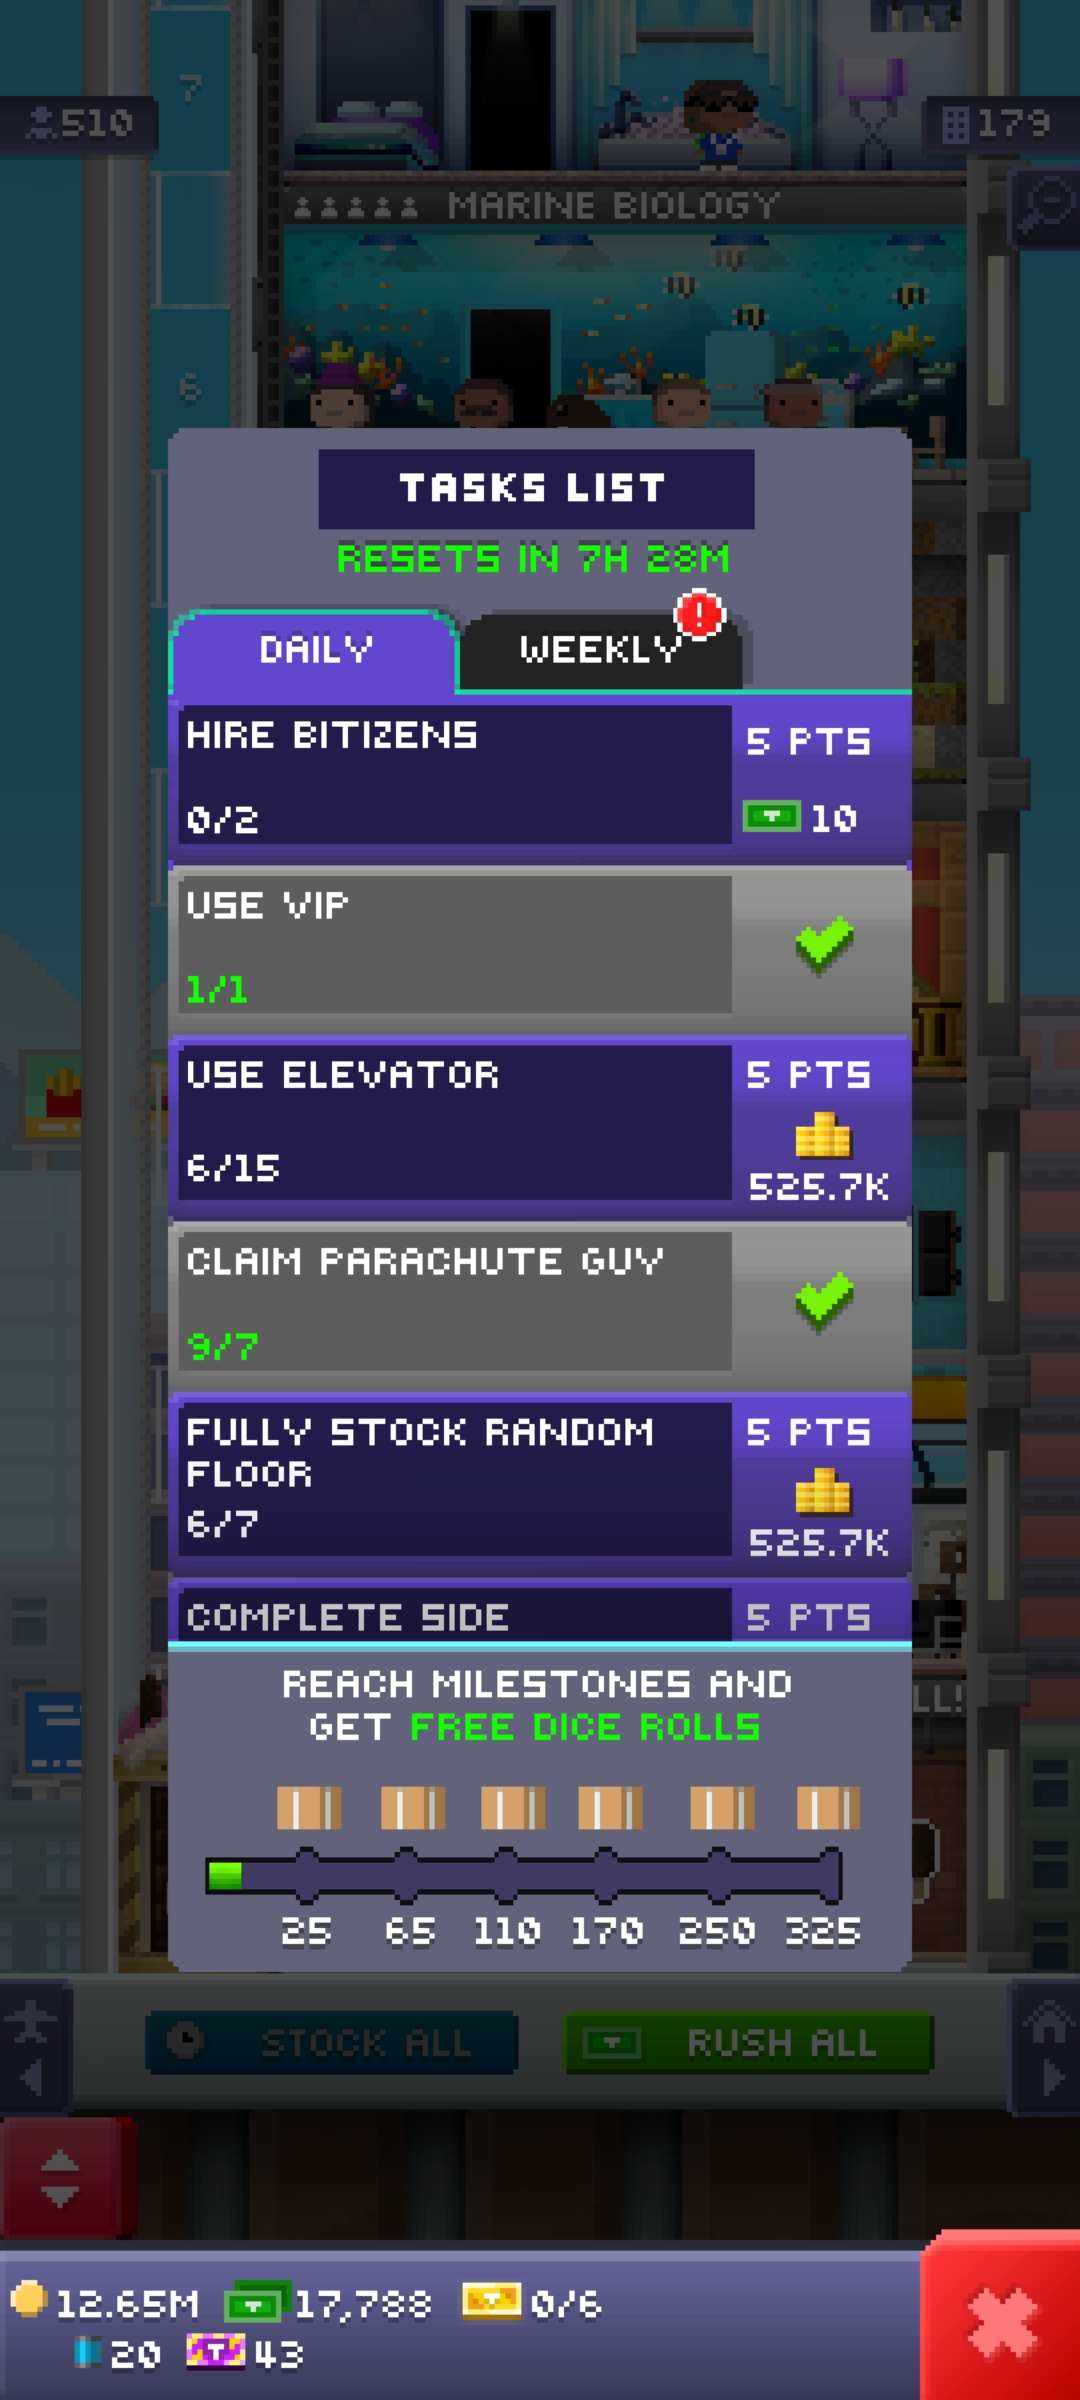 7
510
179
MARINE BIOLOGY
6
TASKS LIST
RESETS IN 7H 28M
DAILY
WEEKLY
!
HIRE BITIZENS
5 PTS
0/2
10
USE VIP
1/1
USE ELEVATOR
5 PTS
6/15
525.7K
CLAIM PARACHUTE GUY
9/7
FULLY STOCK RANDOM
FLOOR
5 PTS
6/7
525.7K
COMPLETE SIDE
5 PTS
REACH MILESTONES AND
GET FREE DICE ROLLS
LL!
25 65 110 170 250 325
STOCK ALL
RUSH ALL
12.65M 17,788 0/6
20 43